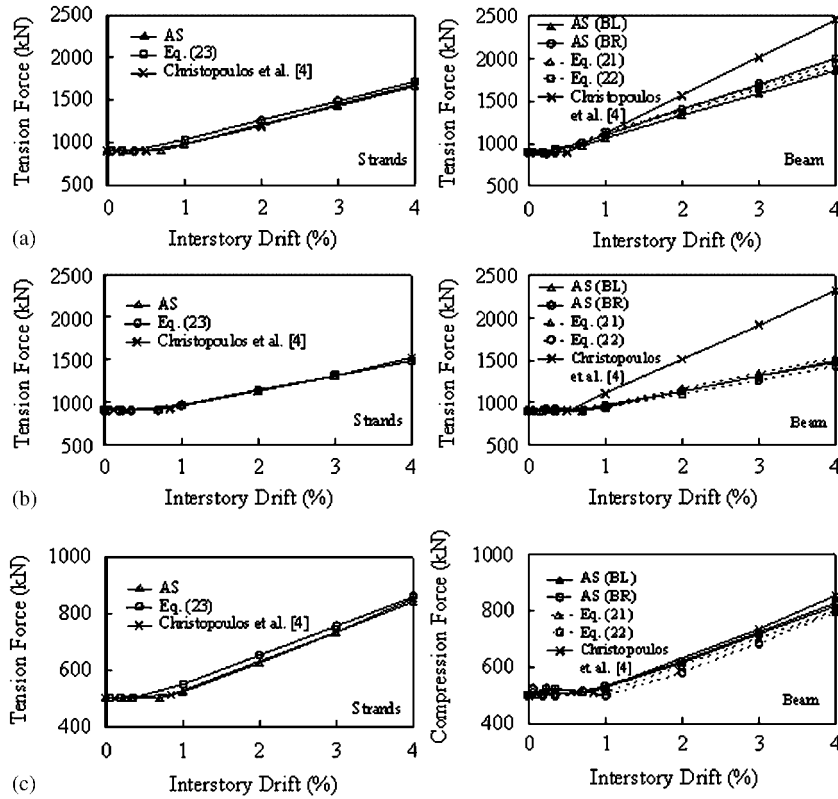 2500
2000
1500
1000
500
Tension Force (kN)
AS
Eq. (23)
Christopoulos et al. [4]
Strands
0 1 2 3 4
Interstory Drift (%)
(a)
2500
2000
1500
1000
500
Tension Force (kN)
AS (BL)
AS (BR)
Eq. (21)
Eq. (22)
Christopoulos
et al. [4]
Beam
0 1 2 3 4
Interstory Drift (%)
2500
2000
1500
1000
500
Tension Force (kN)
AS
Eq. (23)
Christopoulos et al. [4]
Strands
0 1 2 3 4
Interstory Drift (%)
(b)
2500
2000
1500
1000
500
Tension Force (kN)
AS (BL)
AS (BR)
Eq. (21)
Eq. (22)
Christopoulos
et al. [4]
Beam
0 1 2 3 4
Interstory Drift (%)
1000
800
600
400
Tension Force (kN)
AS
Eq. (23)
Christopoulos et al. [4]
Strands
0 1 2 3 4
Interstory Drift (%)
(c)
1000
800
600
400
Compression Force (kN)
AS (BL)
AS (BR)
Eq. (21)
Eq. (22)
Christopoulos
et al. [4]
Beam
0 1 2 3 4
Interstory Drift (%)